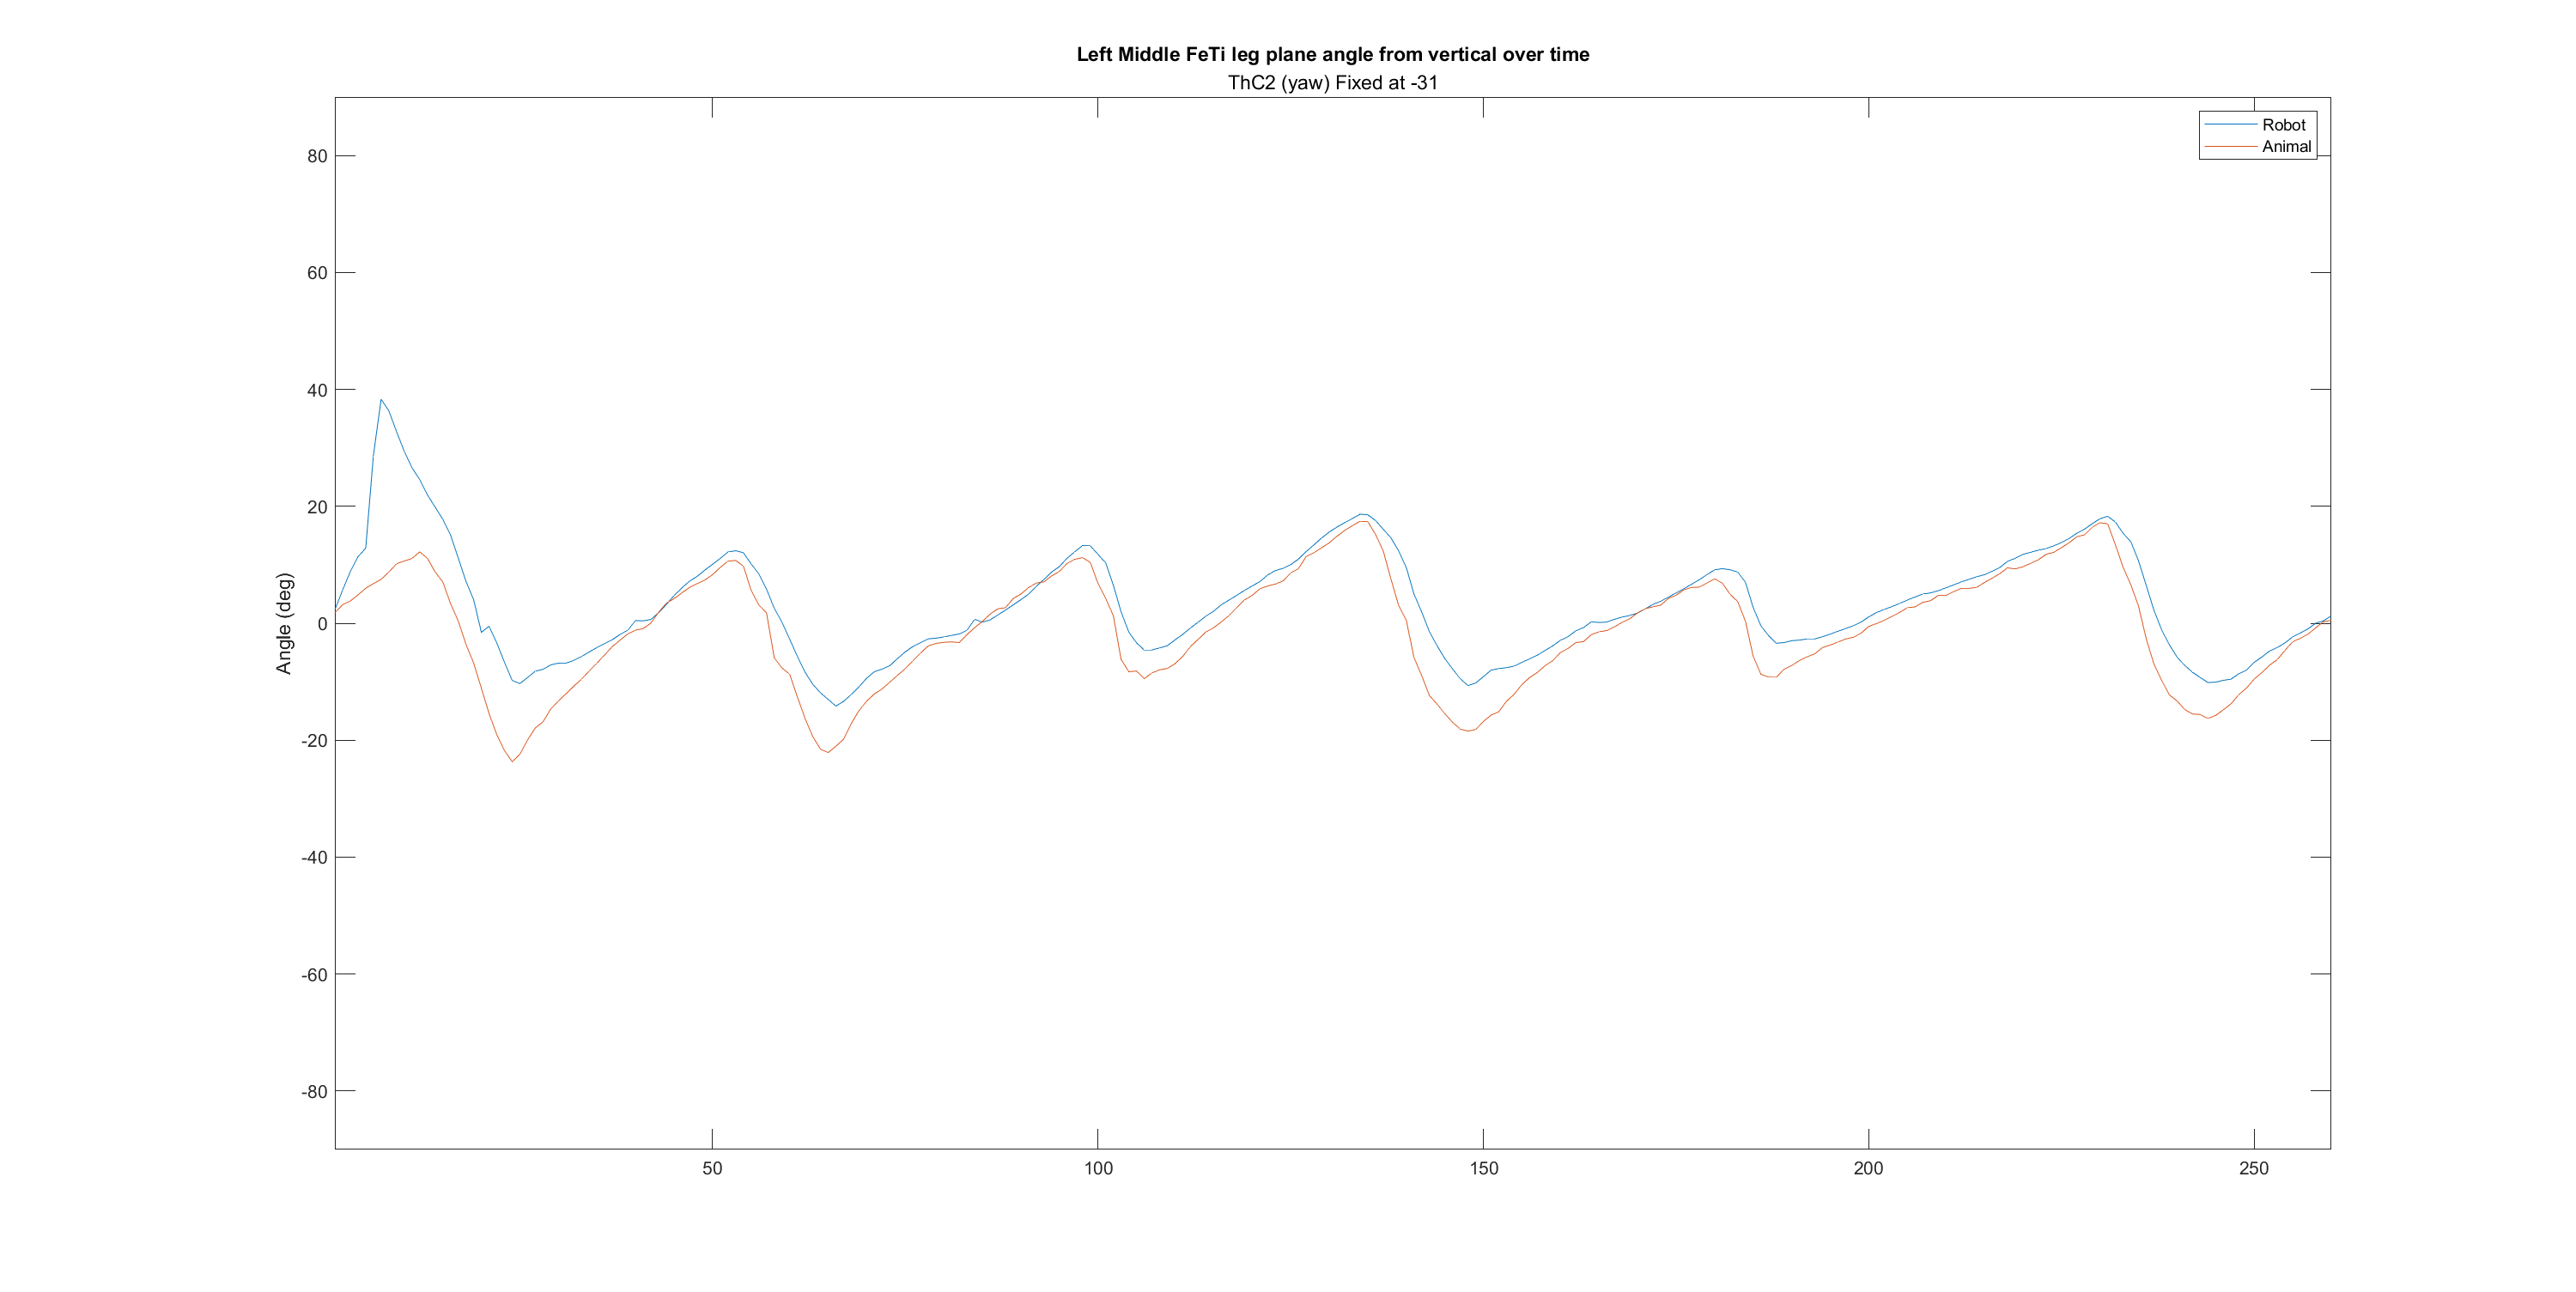 Left Middle FeTi leg plane angle from vertical over time
ThC2 (yaw) Fixed at -31
Robot
Animal
80
60
40
20
0
-20
-40
-60
-80
Angle (deg)
50 100 150 200 250